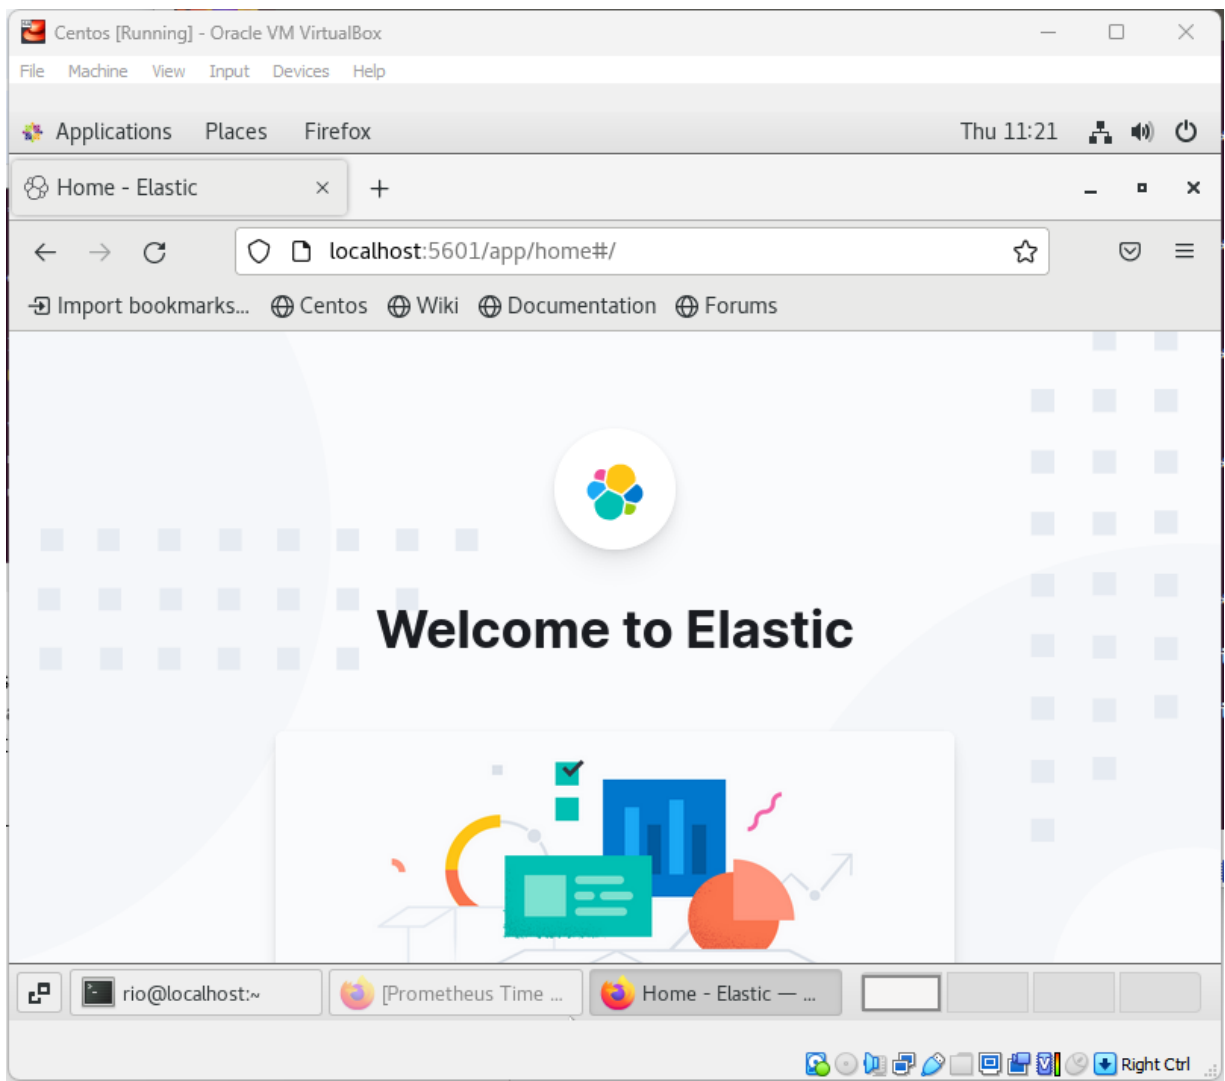 Centos [Running] - Oracle VM VirtualBox
File Machine View Input Devices Help
Applications Places Firefox Thu 11:21
Home - Elastic
localhost:5601/app/home#/
Import bookmarks... Centos Wiki Documentation Forums
Welcome to Elastic
rio@localhost:~ [Prometheus Time ... Home - Elastic — ...
Right Ctrl